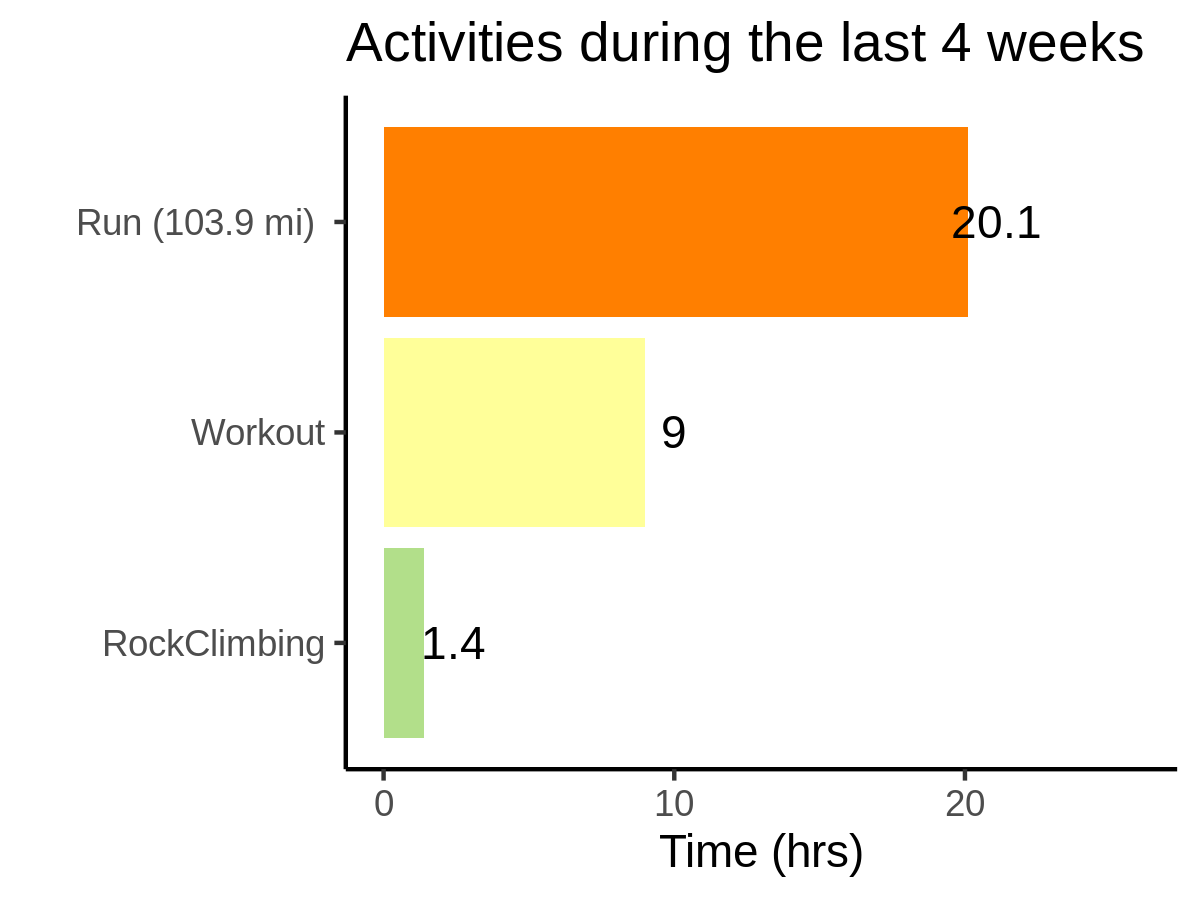 Activities during the last 4 weeks
Run (103.9 mi)
20.1
Workout
9
RockClimbing
1.4
0
10
20
Time (hrs)